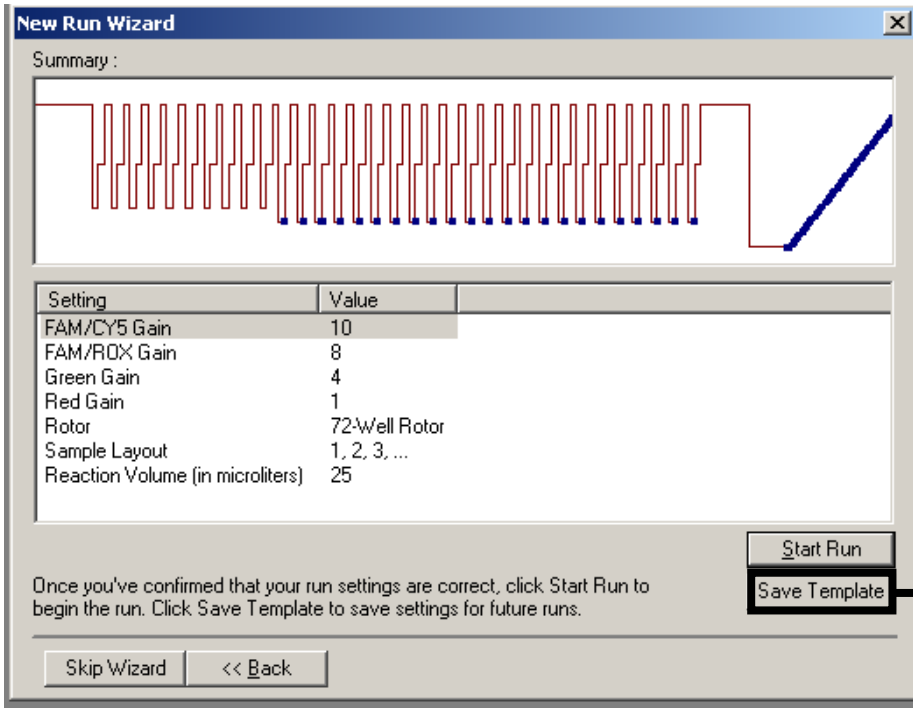 New Run Wizard
Summary :
Setting Value
FAM/CY5 Gain 10
FAM/ROX Gain 8
Green Gain 4
Red Gain 1
Rotor 72-Well Rotor
Sample Layout 1, 2, 3, ...
Reaction Volume (in microliters) 25
Start Run
Once you've confirmed that your run settings are correct, click Start Run to
begin the run. Click Save Template to save settings for future runs.
Save Template
Skip Wizard << Back